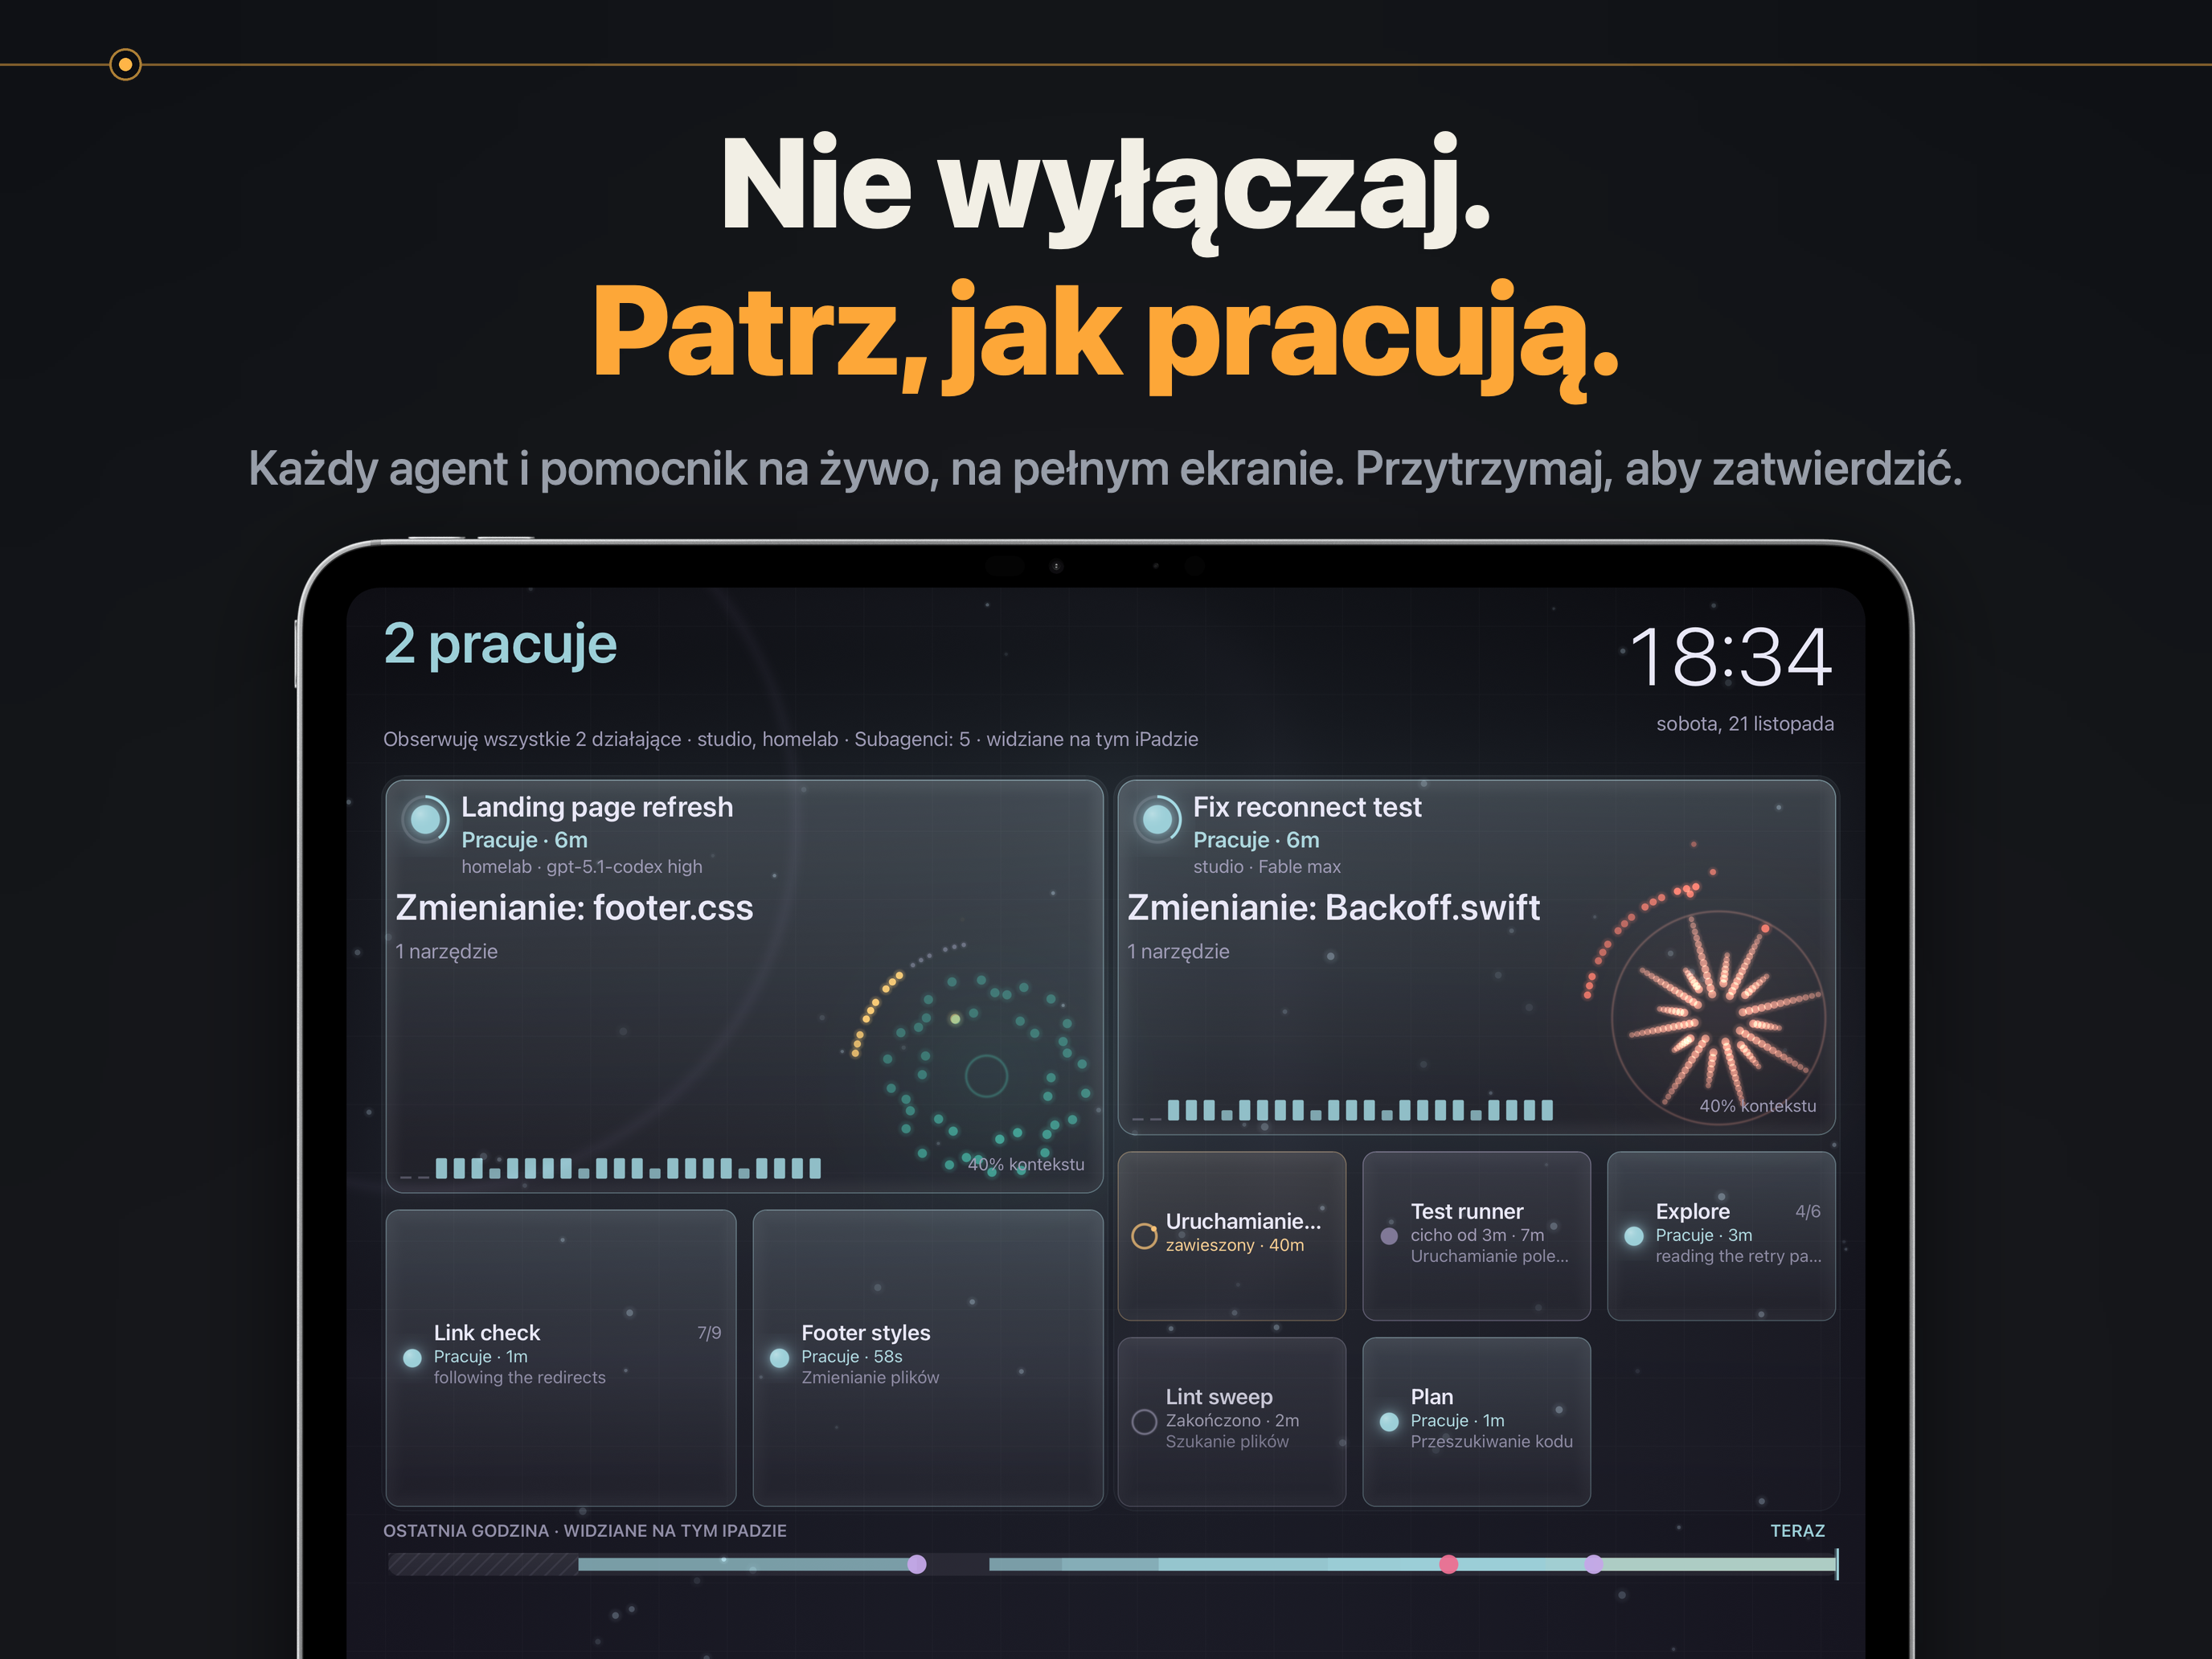 Nie wyłączaj.
Patrz, jak pracują.
Każdy agent i pomocnik na żywo, na pełnym ekranie. Przytrzymaj, aby zatwierdzić.
2 pracuje
18:34
sobota, 21 listopada
Obserwuję wszystkie 2 działające · studio, homelab · Subagenci: 5 · widziane na tym iPadzie
Landing page refresh
Pracuje · 6m
homelab · gpt-5.1-codex high
Zmienianie: footer.css
1 narzędzie
40% kontekstu
Fix reconnect test
Pracuje · 6m
studio · Fable max
Zmienianie: Backoff.swift
1 narzędzie
40% kontekstu
Link check
7/9
Pracuje · 1m
following the redirects
Footer styles
Pracuje · 58s
Zmienianie plików
Uruchamianie...
zawieszony · 40m
Test runner
cicho od 3m · 7m
Uruchamianie pole...
Explore
4/6
Pracuje · 3m
reading the retry pa...
Lint sweep
Zakończono · 2m
Szukanie plików
Plan
Pracuje · 1m
Przeszukiwanie kodu
OSTATNIA GODZINA · WIDZIANE NA TYM IPADZIE
TERAZ